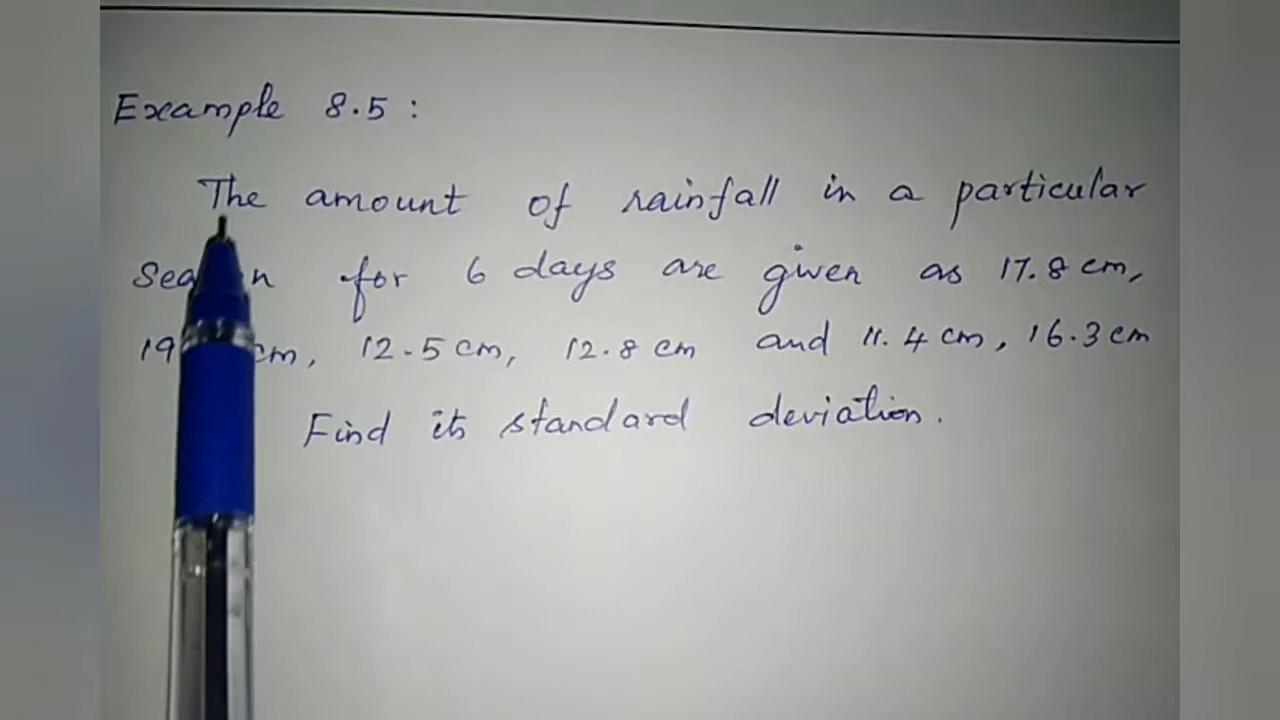 Example 8.5 :
The amount of rainfall in a particular
for 6 days are given as 17.8 cm,
19 cm, 12.5 cm, 12.8 cm and 11.4 cm, 16.3 cm
Find its standard deviation.